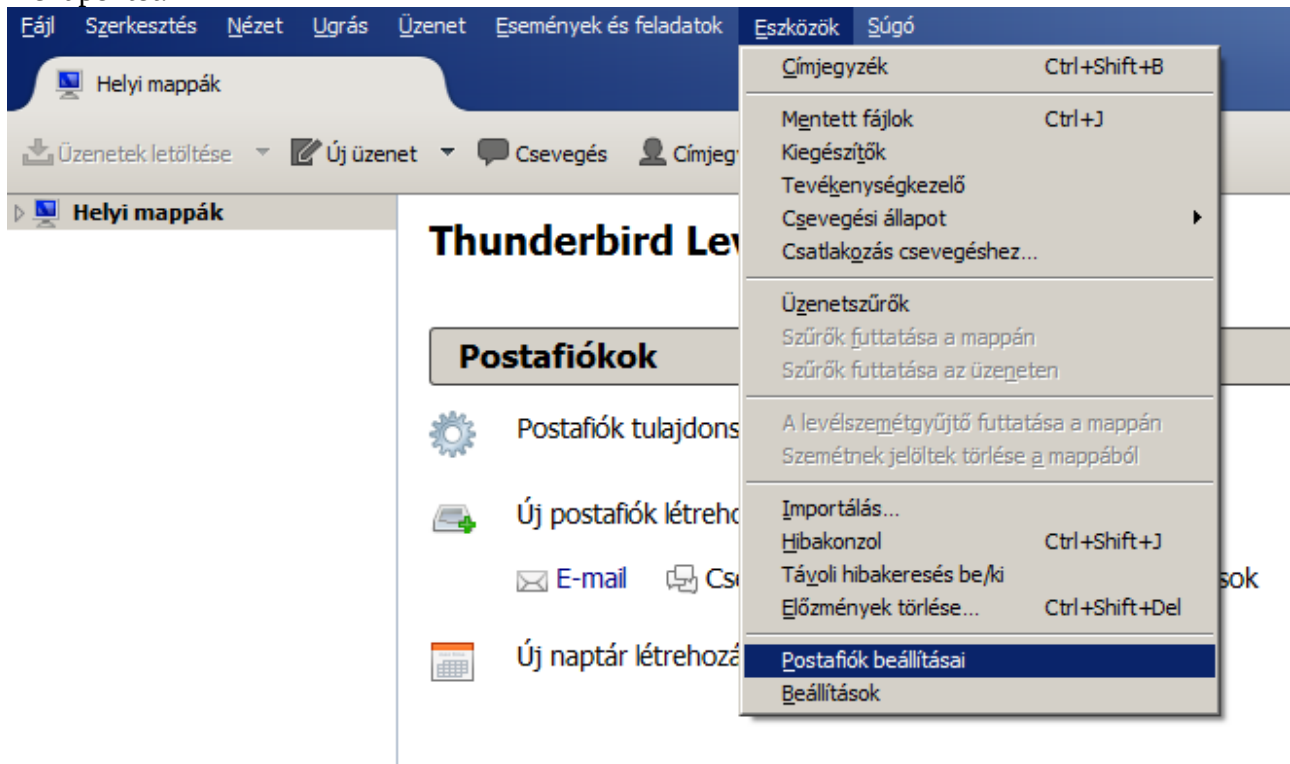 Fájl Szerkesztés Nézet Ugrás Üzenet Események és feladatok Eszközök Súgó
Helyi mappák
Üzenetek letöltése Új üzenet Csevegés Címjeg
Helyi mappák
Thunderbird Lev
Postafiókok
Postafiók tulajdons
Új postafiók létreho
E-mail Cse sok
Új naptár létrehozá
Címjegyzék Ctrl+Shift+B
Mentett fájlok Ctrl+J
Kiegészítők
Tevékenységkezelő
Csevegési állapot
Csatlakozás csevegéshez...
Üzenetszűrők
Szűrők futtatása a mappán
Szűrők futtatása az üzeneten
A levélszemétgyűjtő futtatása a mappán
Szemétnek jelöltek törlése a mappából
Importálás...
Hibakonzol Ctrl+Shift+J
Távoli hibakeresés be/ki
Előzmények törlése... Ctrl+Shift+Del
Postafiók beállításai
Beállítások